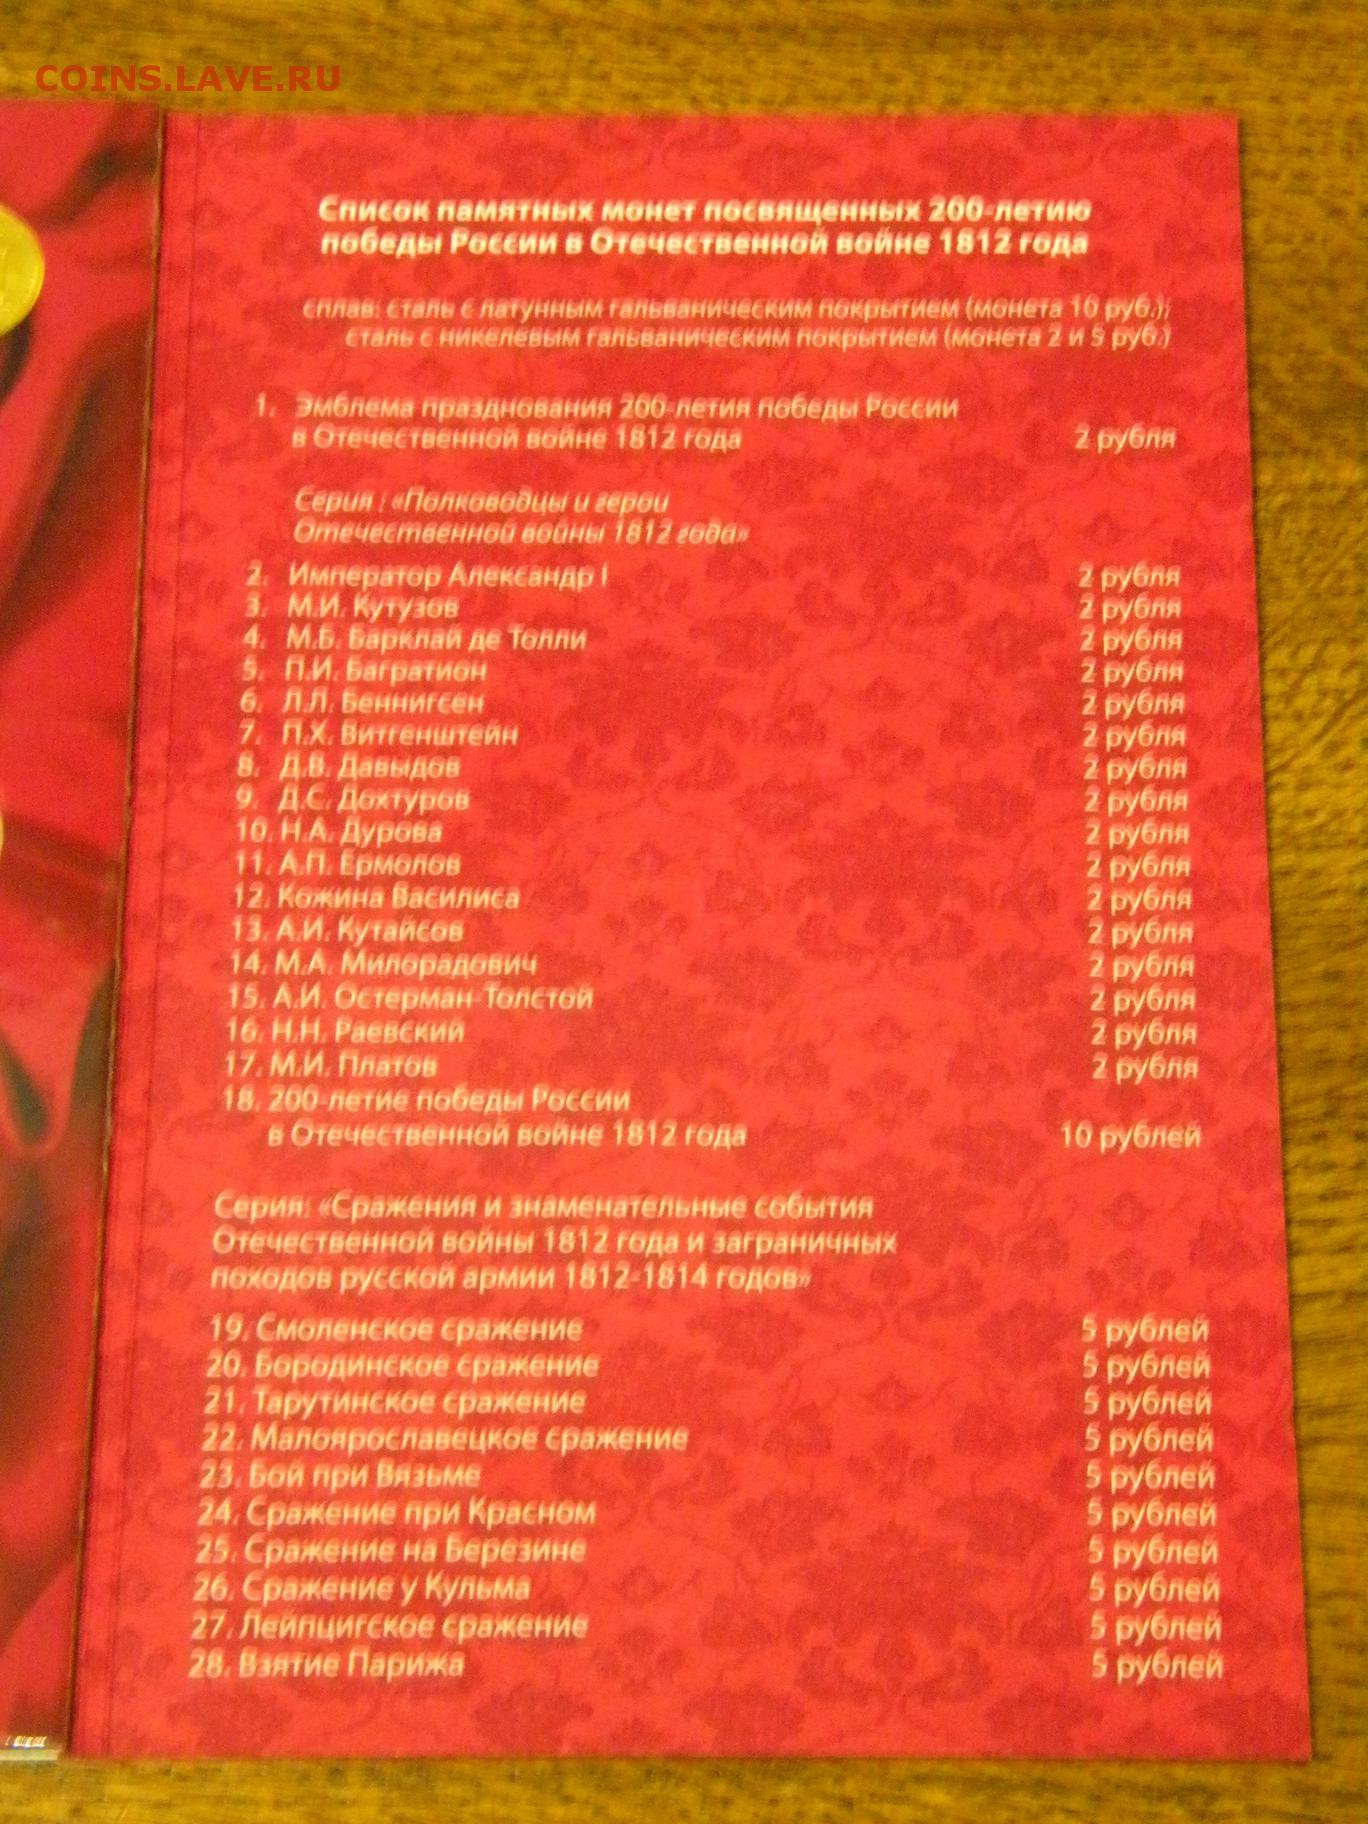 COINS.LAVE.RU
Список памятных монет посвященных 200-летию
победы России в Отечественной войне 1812 года
сплав: сталь с латунным гальваническим покрытием (монета 10 руб.);
сталь с никелевым гальваническим покрытием (монета 2 и 5 руб.)
1. Эмблема празднования 200-летия победы России
в Отечественной войне 1812 года 2 рубля
Серия : «Полководцы и герои
Отечественной войны 1812 года»
2. Император Александр I 2 рубля
3. М.И. Кутузов 2 рубля
4. М.Б. Барклай де Толли 2 рубля
5. П.И. Багратион 2 рубля
6. Л.Л. Беннигсен 2 рубля
7. П.Х. Витгенштейн 2 рубля
8. Д.В. Давыдов 2 рубля
9. Д.С. Дохтуров 2 рубля
10. Н.А. Дурова 2 рубля
11. А.П. Ермолов 2 рубля
12. Кожина Василиса 2 рубля
13. А.И. Кутайсов 2 рубля
14. М.А. Милорадович 2 рубля
15. А.И. Остерман-Толстой 2 рубля
16. Н.Н. Раевский 2 рубля
17. М.И. Платов 2 рубля
18. 200-летие победы России
в Отечественной войне 1812 года 10 рублей
Серия: «Сражения и знаменательные события
Отечественной войны 1812 года и заграничных
походов русской армии 1812-1814 годов»
19. Смоленское сражение 5 рублей
20. Бородинское сражение 5 рублей
21. Тарутинское сражение 5 рублей
22. Малоярославецкое сражение 5 рублей
23. Бой при Вязьме 5 рублей
24. Сражение при Красном 5 рублей
25. Сражение на Березине 5 рублей
26. Сражение у Кульма 5 рублей
27. Лейпцигское сражение 5 рублей
28. Взятие Парижа 5 рублей